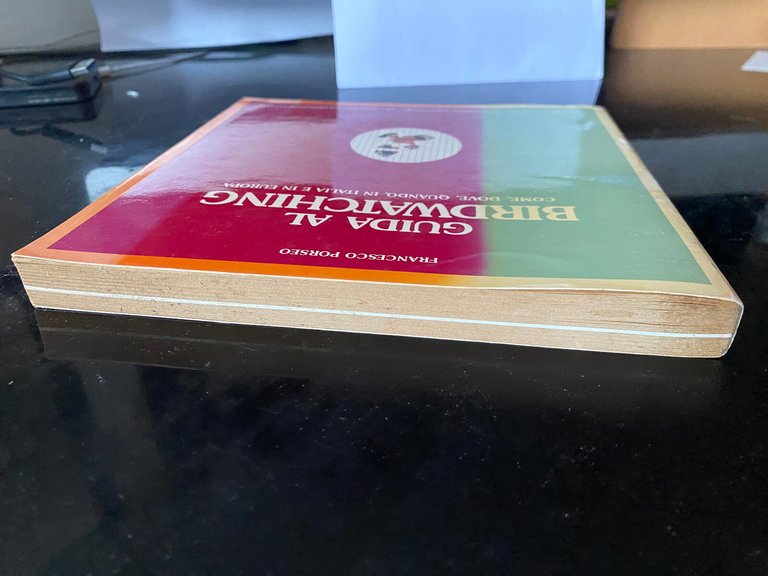 FRANCESCO PORSEO
GUIDA AL
BIRDWATCHING
COME, DOVE, QUANDO, IN ITALIA E IN EUROPA